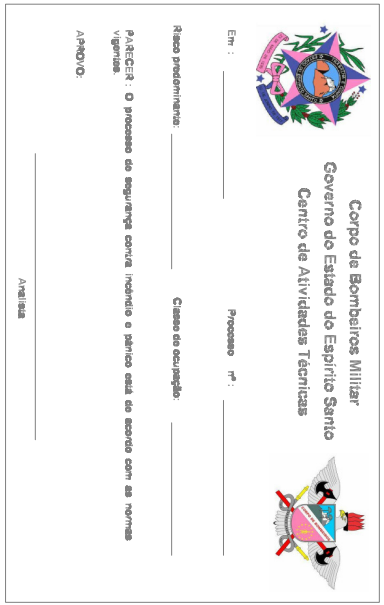 Corpo de Bombeiros Militar
Governo do Estado do Espírito Santo
Centro de Atividades Técnicas
Em : Processo nº :
Risco predominante: Classe de ocupação:
PARECER : O processo de segurança contra incêndio e pânico está de acordo com as normas
vigentes.
APROVO:
Analista